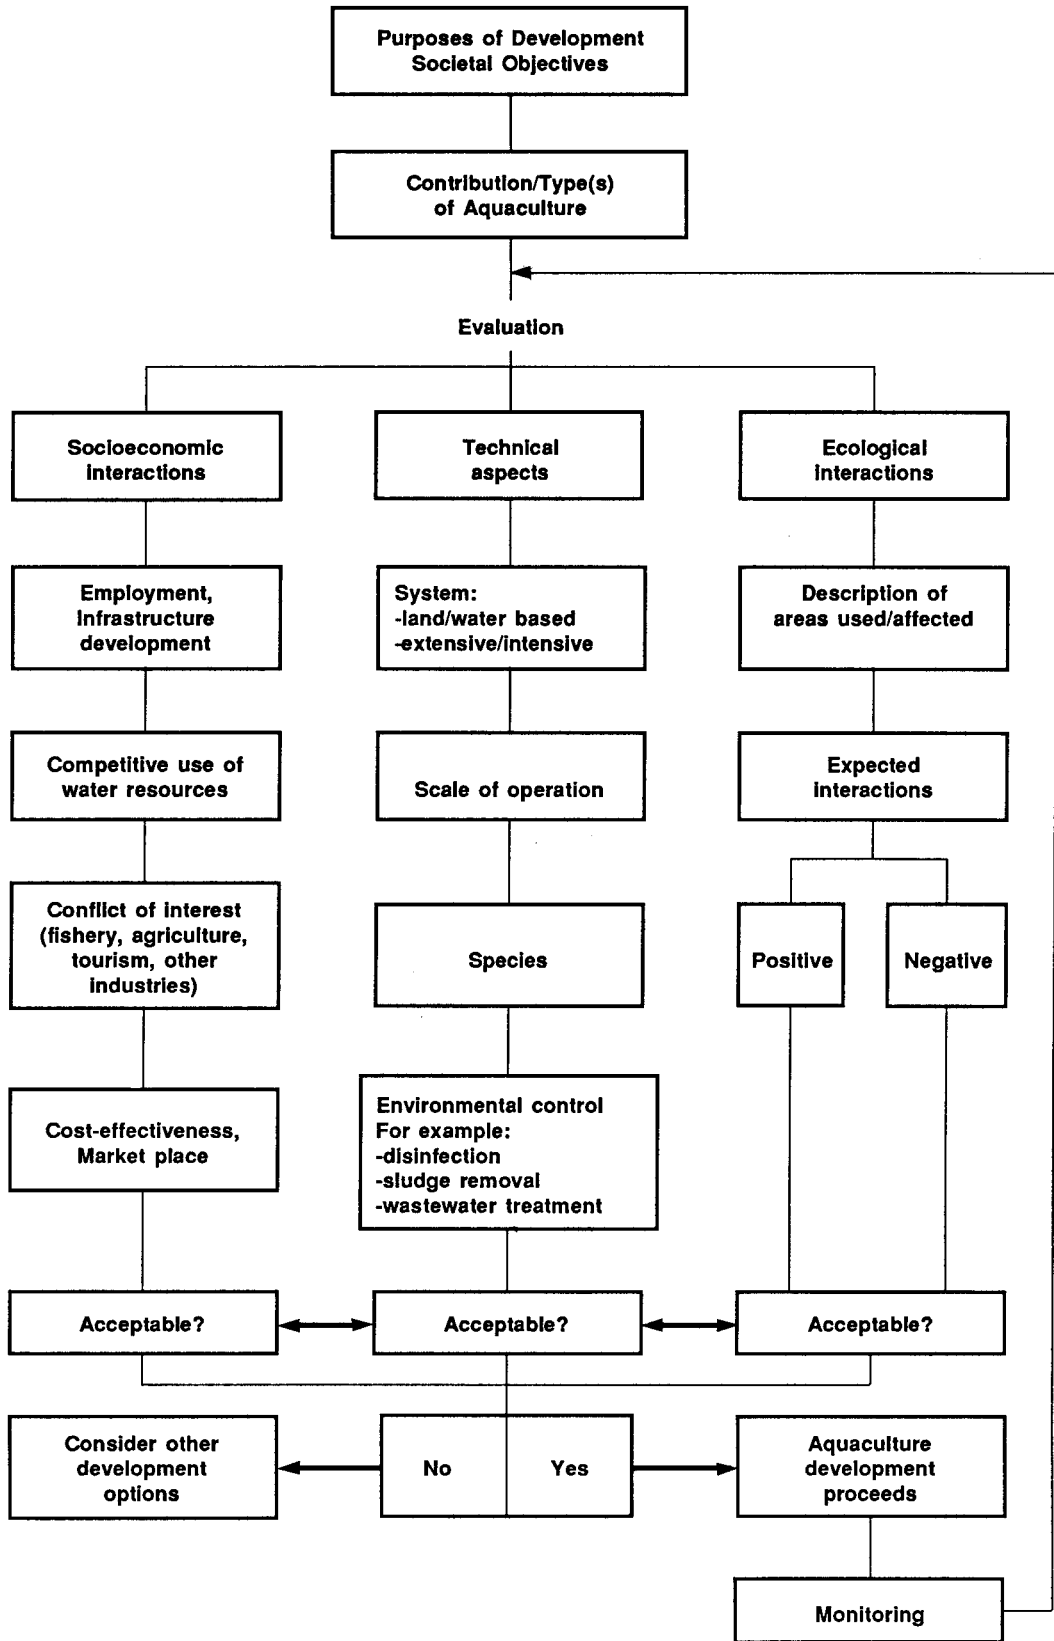 Purposes of Development
Societal Objectives
Contribution/Type(s)
of Aquaculture
Evaluation
Socioeconomic
interactions
Technical
aspects
Ecological
interactions
Employment,
Infrastructure
development
System:
-land/water based
-extensive/intensive
Description of
areas used/affected
Competitive use of
water resources
Scale of operation
Expected
interactions
Conflict of interest
(fishery, agriculture,
tourism, other
industries)
Species
Positive
Negative
Cost-effectiveness,
Market place
Environmental control
For example:
-disinfection
-sludge removal
-wastewater treatment
Acceptable?
Acceptable?
Acceptable?
Consider other
development
options
No
Yes
Aquaculture
development
proceeds
Monitoring